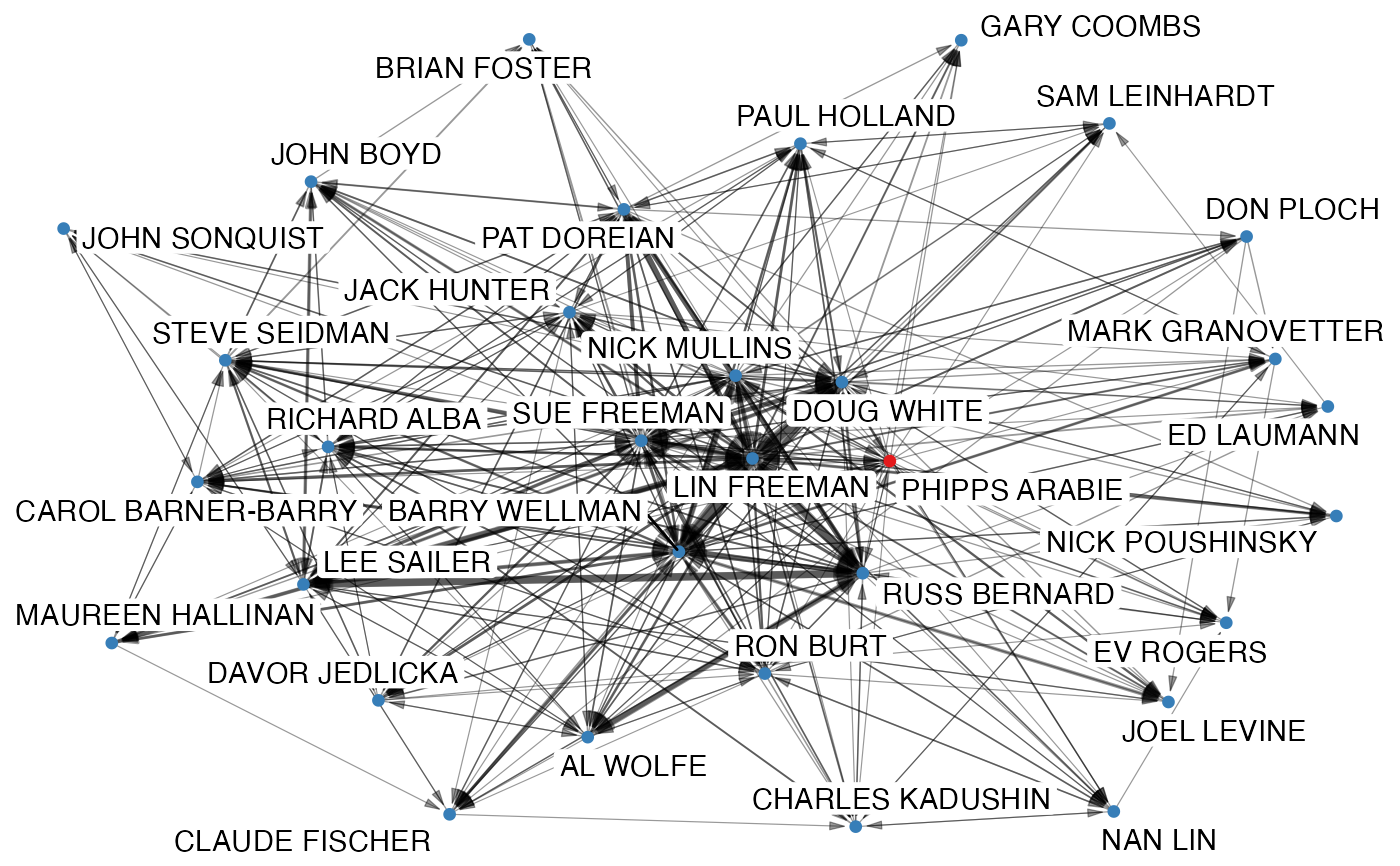 GARY COOMBS
BRIAN FOSTER
SAM LEINHARDT
PAUL HOLLAND
JOHN BOYD
DON PLOCH
JOHN SONQUIST
PAT DOREIAN
JACK HUNTER
STEVE SEIDMAN
MARK GRANOVETTER
NICK MULLINS
RICHARD ALBA
SUE FREEMAN
DOUG WHITE
ED LAUMANN
LIN FREEMAN
PHIPPS ARABIE
CAROL BARNER-BARRY
BARRY WELLMAN
NICK POUSHINSKY
LEE SAILER
RUSS BERNARD
MAUREEN HALLINAN
RON BURT
EV ROGERS
DAVOR JEDLICKA
JOEL LEVINE
AL WOLFE
CHARLES KADUSHIN
CLAUDE FISCHER
NAN LIN